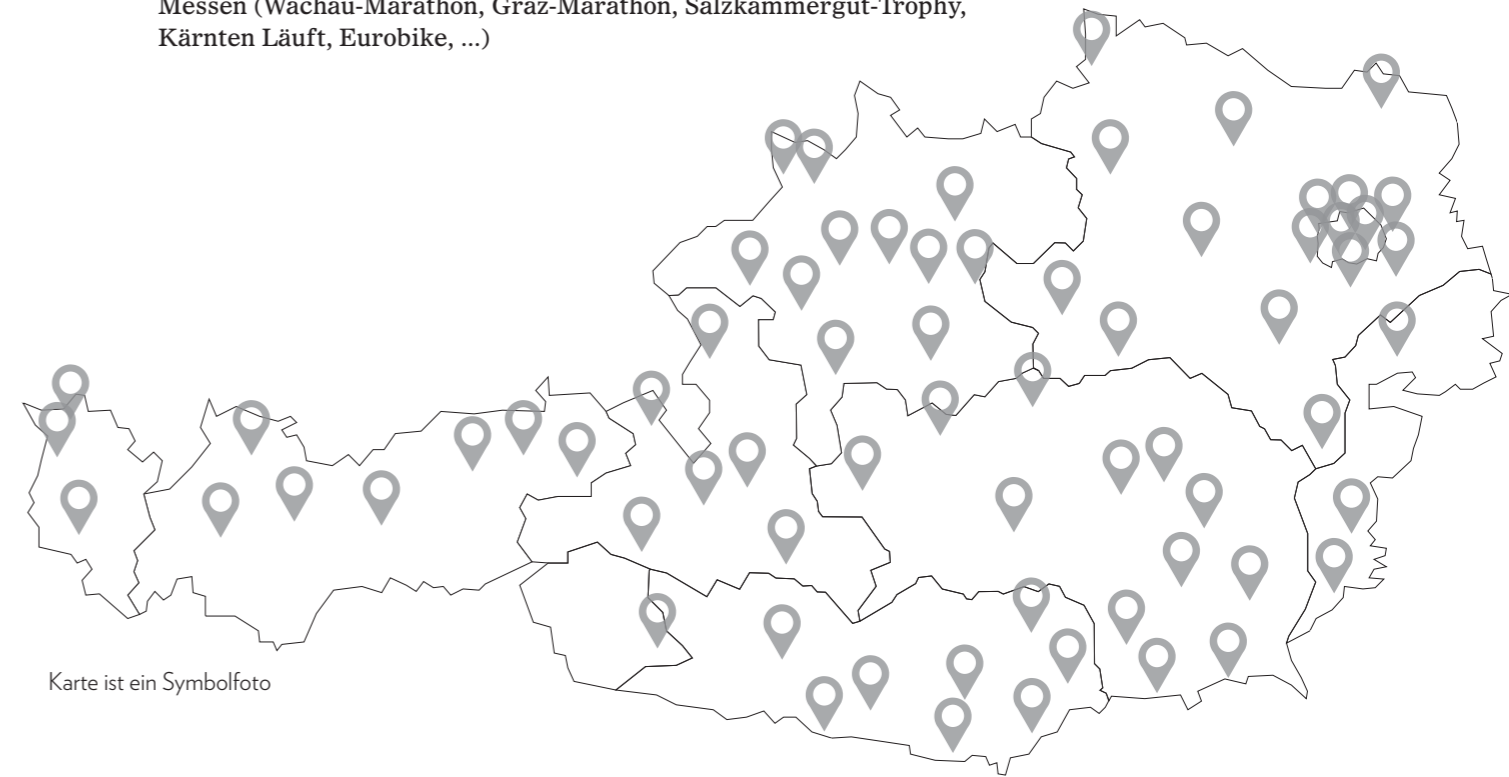 Messen (Wachau-Marathon, Graz-Marathon, Salzkammergut-Trophy,
Kärnten Läuft, Eurobike, ...)
Karte ist ein Symbolfoto